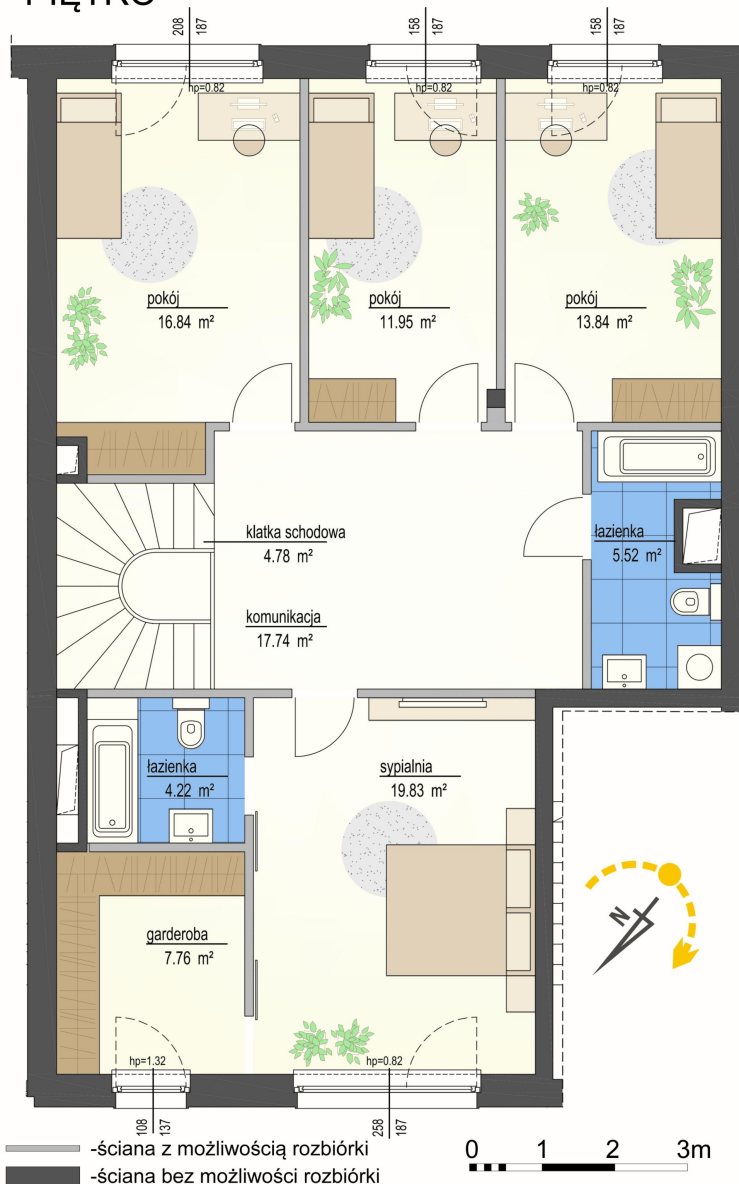 PIĘTRO
208
187
158
187
158
187
hp=0.82
hp=0.82
hp=0.82
pokój
16.84 m²
pokój
11.95 m²
pokój
13.84 m²
klatka schodowa
4.78 m²
łazienka
5.52 m²
komunikacja
17.74 m²
łazienka
4.22 m²
sypialnia
19.83 m²
garderoba
7.76 m²
N
hp=1.32
hp=0.82
108
137
258
187
-ściana z możliwością rozbiórki
-ściana bez możliwości rozbiórki
0 1 2 3m